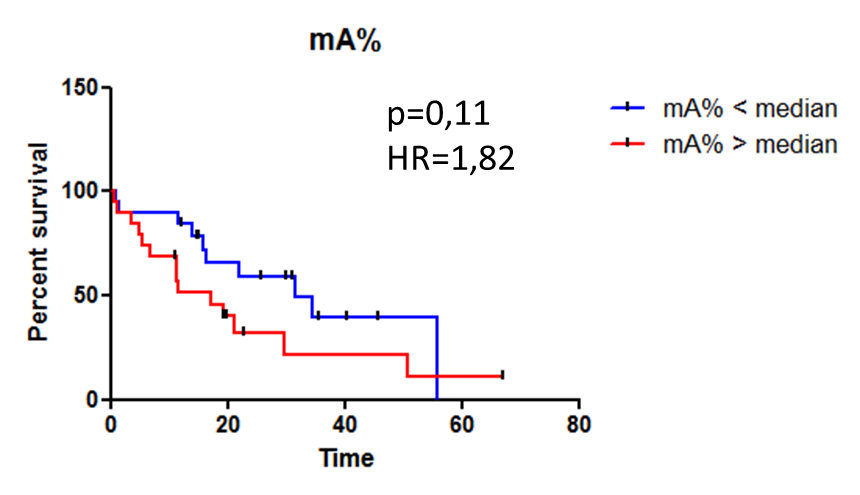 mA%
150
100
50
0
Percent survival
0 20 40 60 80
Time
p=0,11
HR=1,82
mA% < median
mA% > median